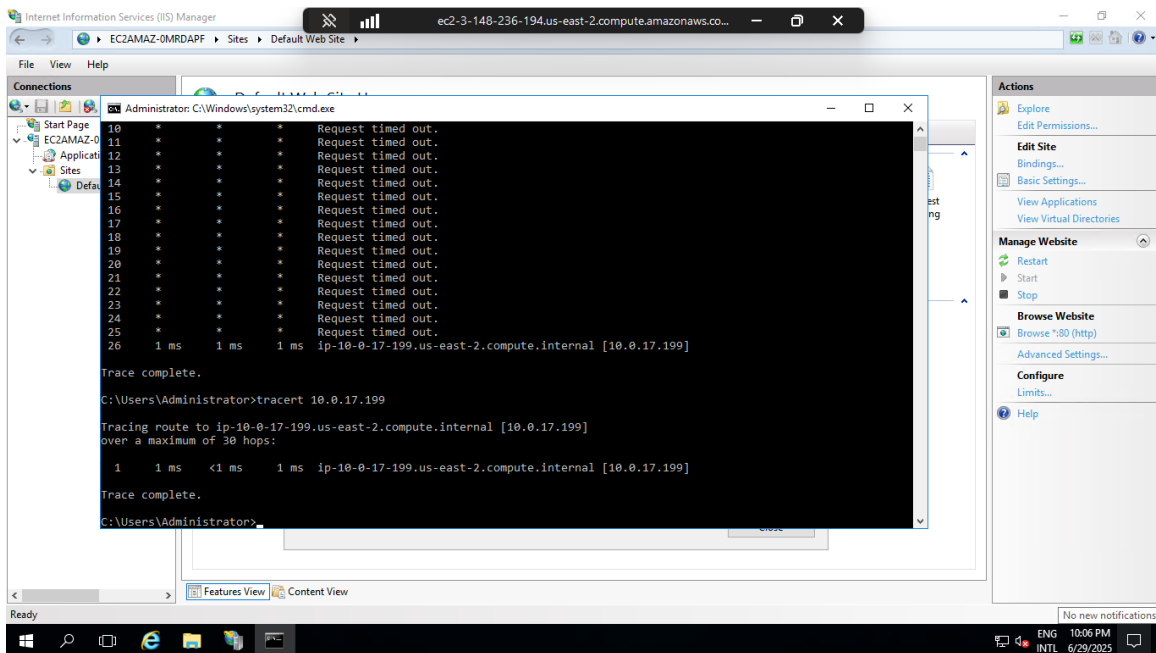 Internet Information Services (IIS) Manager
ec2-3-148-236-194.us-east-2.compute.amazonaws.co...
EC2AMAZ-0MRDAPF
Sites
Default Web Site
File View Help
Connections
Start Page
EC2AMAZ-0
Applicati
Sites
Defau
Administrator: C:\Windows\system32\cmd.exe
10 * * * Request timed out.
11 * * * Request timed out.
12 * * * Request timed out.
13 * * * Request timed out.
14 * * * Request timed out.
15 * * * Request timed out.
16 * * * Request timed out.
17 * * * Request timed out.
18 * * * Request timed out.
19 * * * Request timed out.
20 * * * Request timed out.
21 * * * Request timed out.
22 * * * Request timed out.
23 * * * Request timed out.
24 * * * Request timed out.
25 * * * Request timed out.
26 1 ms 1 ms 1 ms ip-10-0-17-199.us-east-2.compute.internal [10.0.17.199]
Trace complete.
C:\Users\Administrator>tracert 10.0.17.199
Tracing route to ip-10-0-17-199.us-east-2.compute.internal [10.0.17.199]
over a maximum of 30 hops:
1 1 ms <1 ms 1 ms ip-10-0-17-199.us-east-2.compute.internal [10.0.17.199]
Trace complete.
C:\Users\Administrator>
est
ng
Actions
Explore
Edit Permissions...
Edit Site
Bindings...
Basic Settings...
View Applications
View Virtual Directories
Manage Website
Restart
Start
Stop
Browse Website
Browse *:80 (http)
Advanced Settings...
Configure
Limits...
Help
Features View
Content View
Ready
No new notifications
ENG
INTL
10:06 PM
6/29/2025